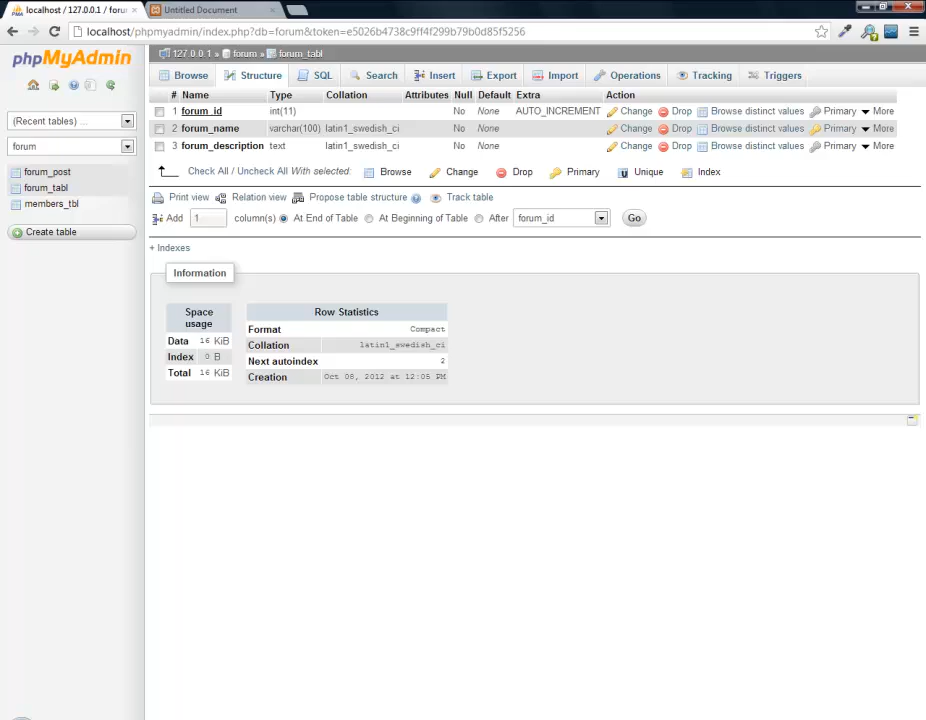 localhost / 127.0.0.1 / foru
Untitled Document
localhost/phpmyadmin/index.php?db=forum&token=e5026b4738c9ff4f299b79b0d85f5256
phpMyAdmin
127.0.0.1 » forum » forum_tabl
Browse Structure SQL Search Insert Export Import Operations Tracking Triggers
# Name Type Collation Attributes Null Default Extra Action
1 forum_id int(11) No None AUTO_INCREMENT Change Drop Browse distinct values Primary More
2 forum_name varchar(100) latin1_swedish_ci No None Change Drop Browse distinct values Primary More
3 forum_description text latin1_swedish_ci No None Change Drop Browse distinct values Primary More
Check All / Uncheck All With selected: Browse Change Drop Primary Unique Index
Print view Relation view Propose table structure Track table
Add 1 column(s) At End of Table At Beginning of Table After forum_id Go
+ Indexes
Information
Space usage
Data 16 KiB
Index 0 B
Total 16 KiB
Row Statistics
Format Compact
Collation latin1_swedish_ci
Next autoindex 2
Creation Oct 08, 2012 at 12:05 PM
(Recent tables) ...
forum
forum_post
forum_tabl
members_tbl
Create table